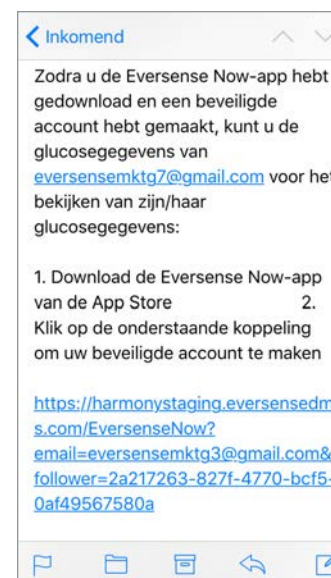 Inkomend
Zodra u de Eversense Now-app hebt
gedownload en een beveiligde
account hebt gemaakt, kunt u de
glucosegegevens van
eversensemktg7@gmail.com voor het
bekijken van zijn/haar
glucosegegevens:
1. Download de Eversense Now-app
van de App Store 2.
Klik op de onderstaande koppeling
om uw beveiligde account te maken
https://harmonystaging.eversensedm
s.com/EversenseNow?
email=eversensemktg3@gmail.com&
follower=2a217263-827f-4770-bcf5-
0af49567580a